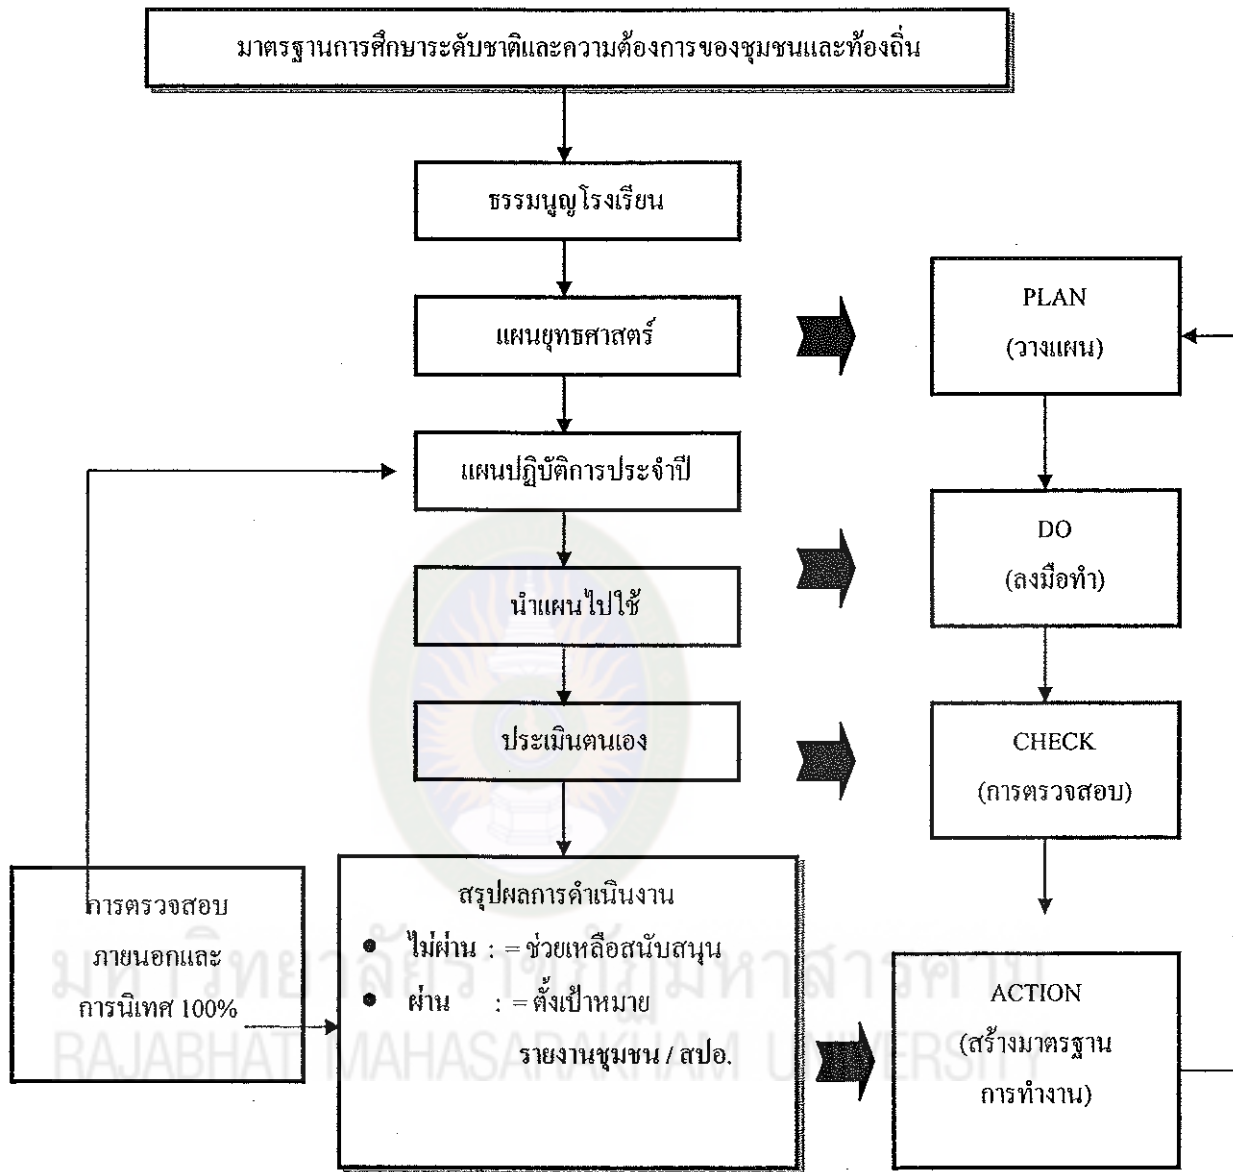 มาตรฐานการศึกษาระดับชาติและความต้องการของชุมชนและท้องถิ่น
ธรรมนูญโรงเรียน
แผนยุทธศาสตร์
PLAN
(วางแผน)
แผนปฏิบัติการประจำปี
DO
(ลงมือทำ)
นำแผนไปใช้
ประเมินตนเอง
CHECK
(การตรวจสอบ)
การตรวจสอบ
ภายนอกและ
การนิเทศ 100%
สรุปผลการดำเนินงาน
● ไม่ผ่าน : = ช่วยเหลือสนับสนุน
● ผ่าน : = ตั้งเป้าหมาย
รายงานชุมชน / สปอ.
ACTION
(สร้างมาตรฐาน
การทำงาน)
มหาวิทยาลัยราชภัฏมหาสารคาม
RAJABHAT MAHASARAKHAM UNIVERSITY